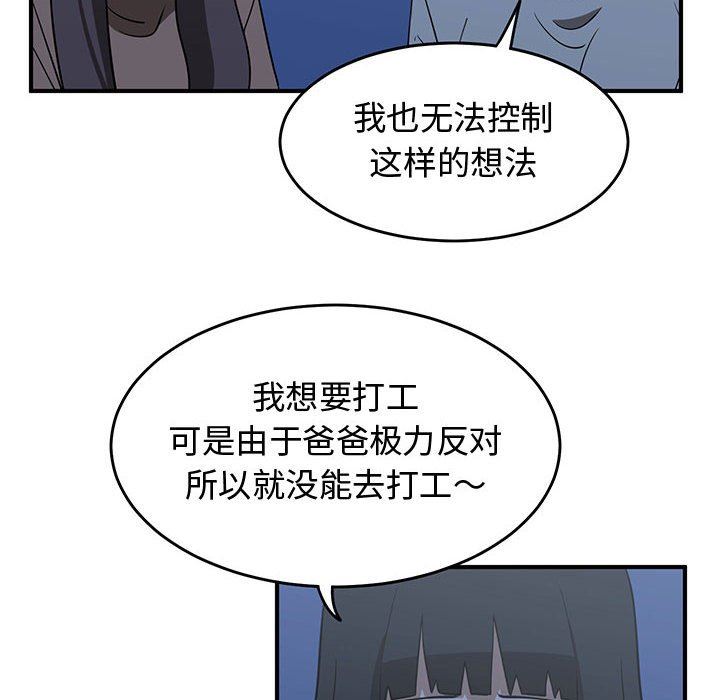 我也无法控制
这样的想法
我想要打工
可是由于爸爸极力反对
所以就没能去打工～